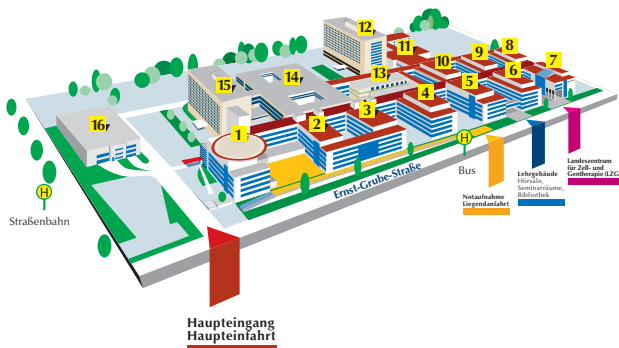 12
11
9
8
10
7
13
6
15
14
5
4
3
16
2
1
H
Bus
H
Straßenbahn
Ernst-Grube-Straße
Notaufnahme
Liegendanfahrt
Lehrgebäude
Hörsäle,
Seminarräume,
Bibliothek
Landeszentrum
für Zell- und
Gentherapie (LZG
Haupteingang
Haupteinfahrt